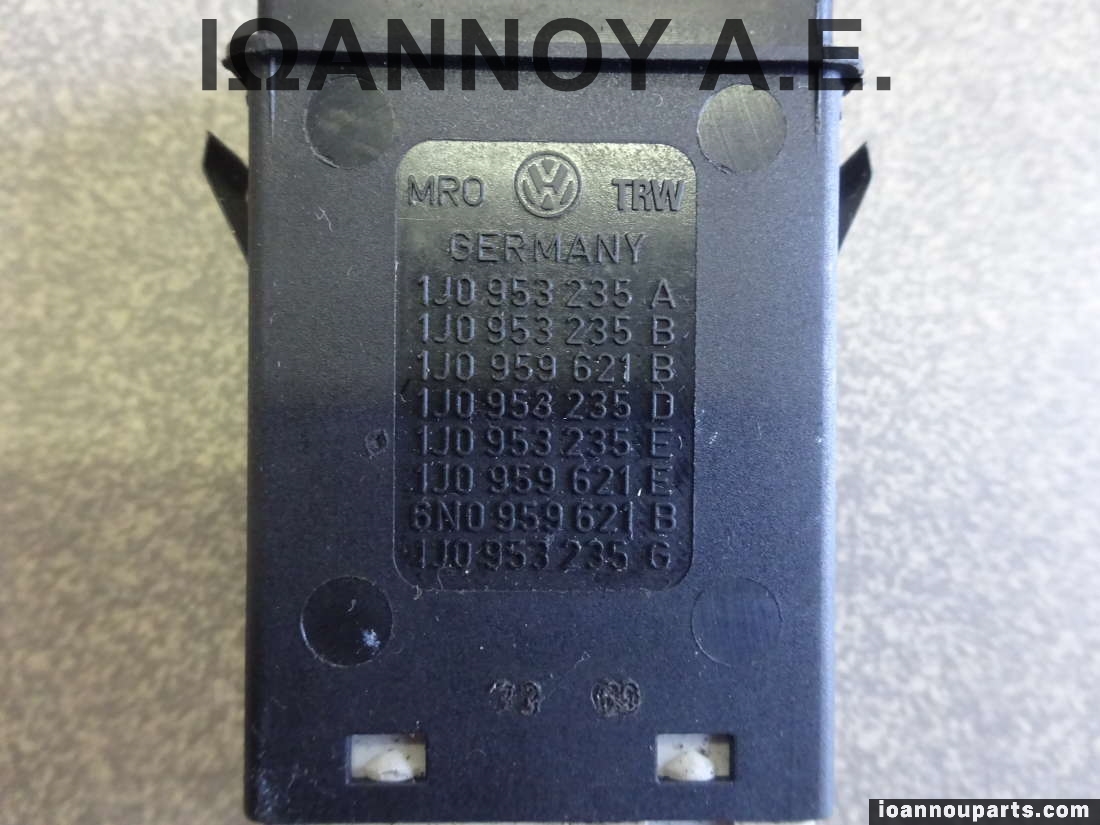 ΙΩΑΝΝΟΥ Α.Ε.
MRO VW TRW
GERMANY
1J0 953 235 A
1J0 953 235 B
1J0 959 621 B
1J0 953 235 D
1J0 953 235 E
1J0 959 621 E
6N0 959 621 B
1J0 953 235 G
ioannouparts.com